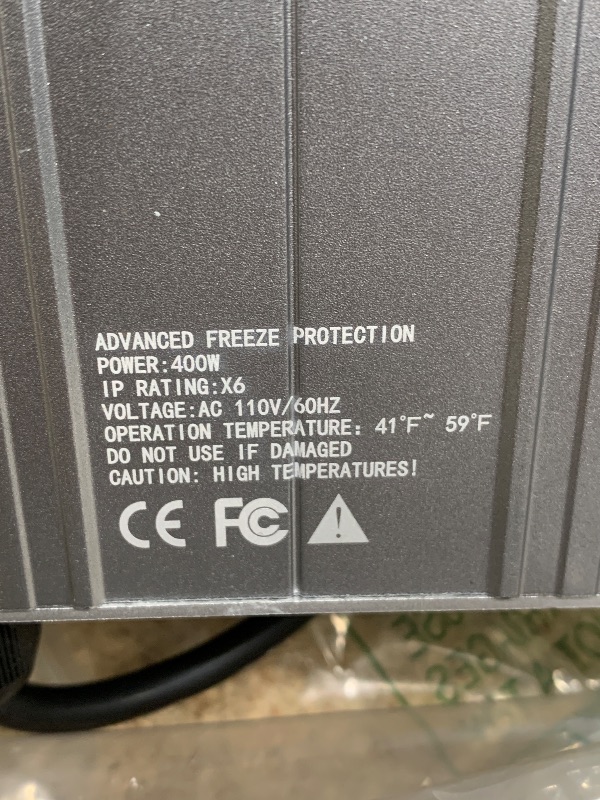 ADVANCED FREEZE PROTECTION
POWER:400W
IP RATING:X6
VOLTAGE:AC 110V/60HZ
OPERATION TEMPERATURE: 41°F~ 59°F
DO NOT USE IF DAMAGED
CAUTION: HIGH TEMPERATURES!
CE FC